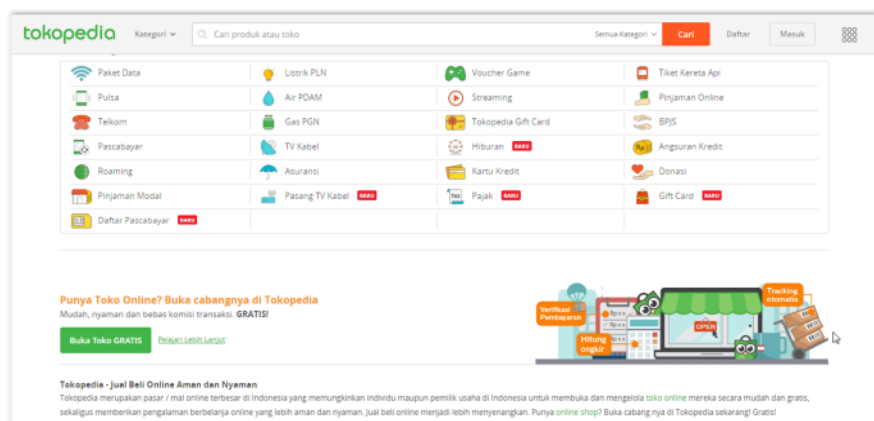 tokopedia Kategori Cari produk atau toko Semua Kategori Cari Daftar Masuk
Paket Data Listrik PLN Voucher Game Tiket Kereta Api
Pulsa Air PDAM Streaming Pinjaman Online
Telkom Gas PGN Tokopedia Gift Card BPJS
Pascabayar TV Kabel Hiburan BARU Angsuran Kredit
Roaming Asuransi Kartu Kredit Donasi
Pinjaman Modal Pasang TV Kabel BARU Pajak BARU Gift Card BARU
Daftar Pascabayar BARU
Punya Toko Online? Buka cabangnya di Tokopedia
Mudah, nyaman dan bebas komisi transaksi. GRATIS!
Buka Toko GRATIS Pelajari Lebih Lanjut
Tracking
otomatis
Verifikasi
Pembayaran
OPEN
Hitung
ongkir
Tokopedia - Jual Beli Online Aman dan Nyaman
Tokopedia merupakan pasar / mal online terbesar di Indonesia yang memungkinkan individu maupun pemilik usaha di Indonesia untuk membuka dan mengelola toko online mereka secara mudah dan gratis,
sekaligus memberikan pengalaman berbelanja online yang lebih aman dan nyaman. Jual beli online menjadi lebih menyenangkan. Punya online shop? Buka cabang nya di Tokopedia sekarang! Gratis!